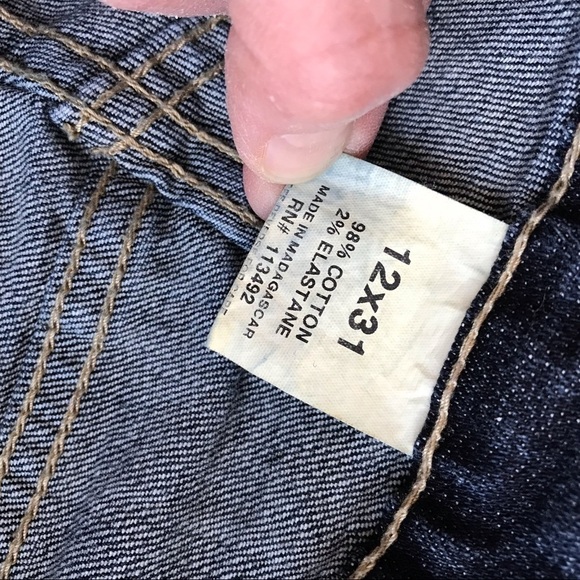 12x31
98% COTTON
2% ELASTANE
MADE IN MADAGASCAR
RN# 113492